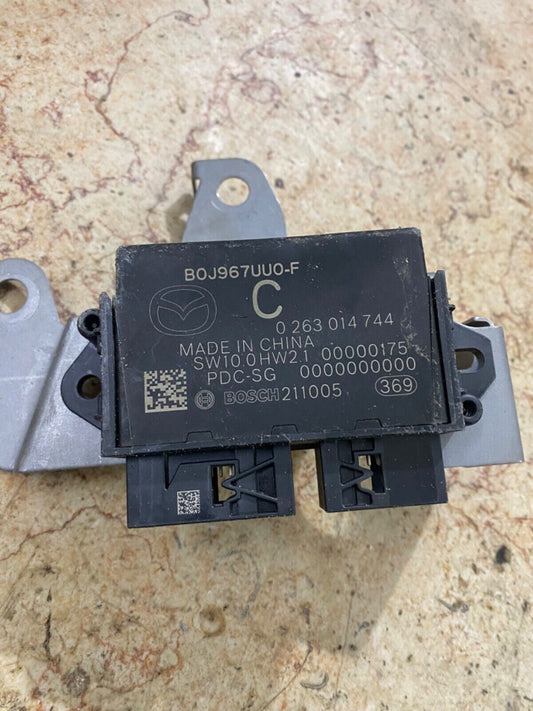 B0J967UU0-F
C
0 263 014 744
MADE IN CHINA
SW10.0HW2.1 00000175
PDC-SG 0000000000
BOSCH 211005 369